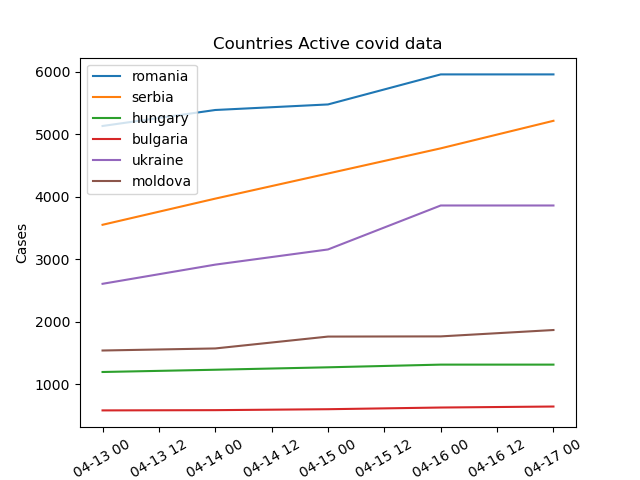 Countries Active covid data
romania
serbia
hungary
bulgaria
ukraine
moldova
6000
5000
4000
3000
2000
1000
Cases
04-13 00
04-13 12
04-14 00
04-14 12
04-15 00
04-15 12
04-16 00
04-16 12
04-17 00